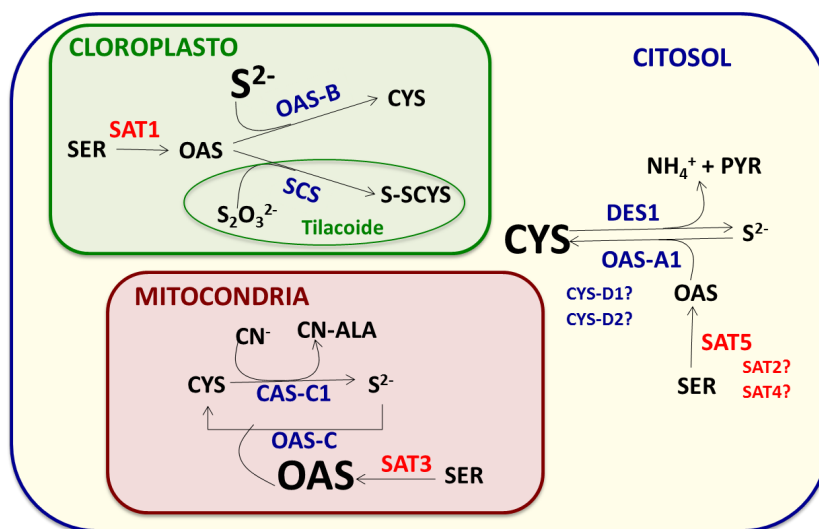 CLOROPLASTO
S²⁻
OAS-B
CYS
SAT1
SER
OAS
SCS
S-SCYS
S₂O₃²⁻
Tilacoide
CITOSOL
NH₄⁺ + PYR
DES1
CYS
S²⁻
OAS-A1
CYS-D1?
CYS-D2?
OAS
SAT5
SAT2?
SER
SAT4?
MITOCONDRIA
CN⁻
CN-ALA
CYS
S²⁻
CAS-C1
OAS-C
OAS
SAT3
SER